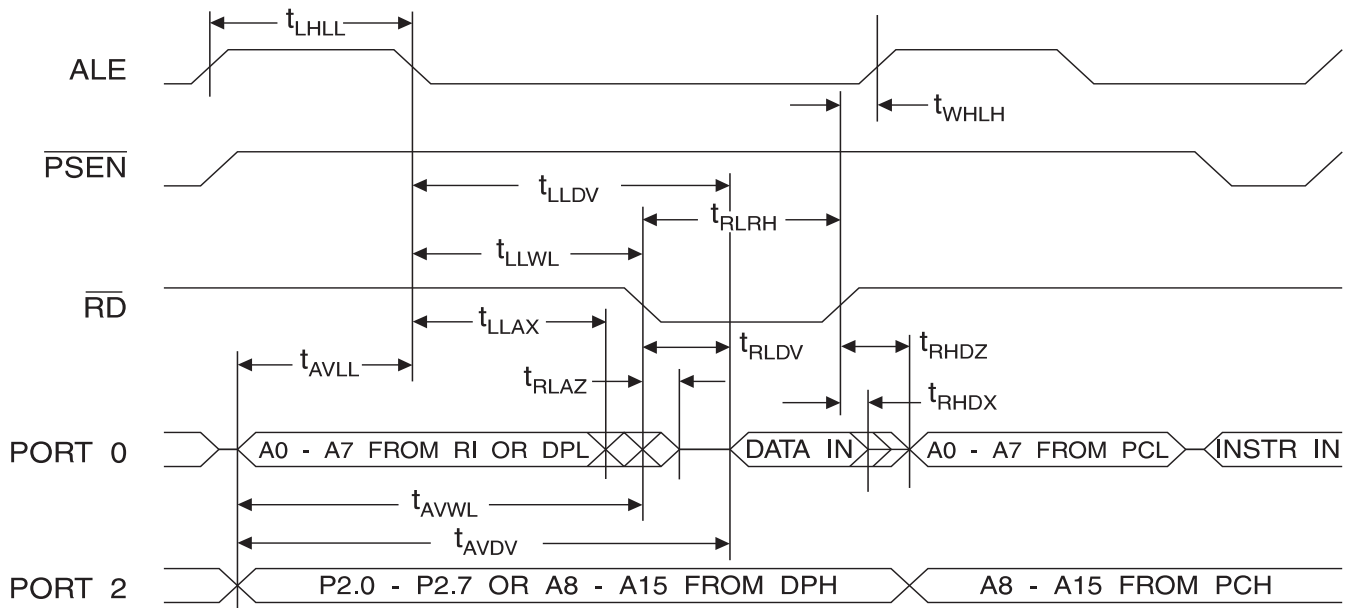 tLHLL
ALE
tWHLH
PSEN
tLLDV
tRLRH
tLLWL
RD
tLLAX
tRLDV
tRHDZ
tAVLL
tRLAZ
tRHDX
PORT 0
A0 - A7 FROM RI OR DPL
DATA IN
A0 - A7 FROM PCL
INSTR IN
tAVWL
tAVDV
PORT 2
P2.0 - P2.7 OR A8 - A15 FROM DPH
A8 - A15 FROM PCH